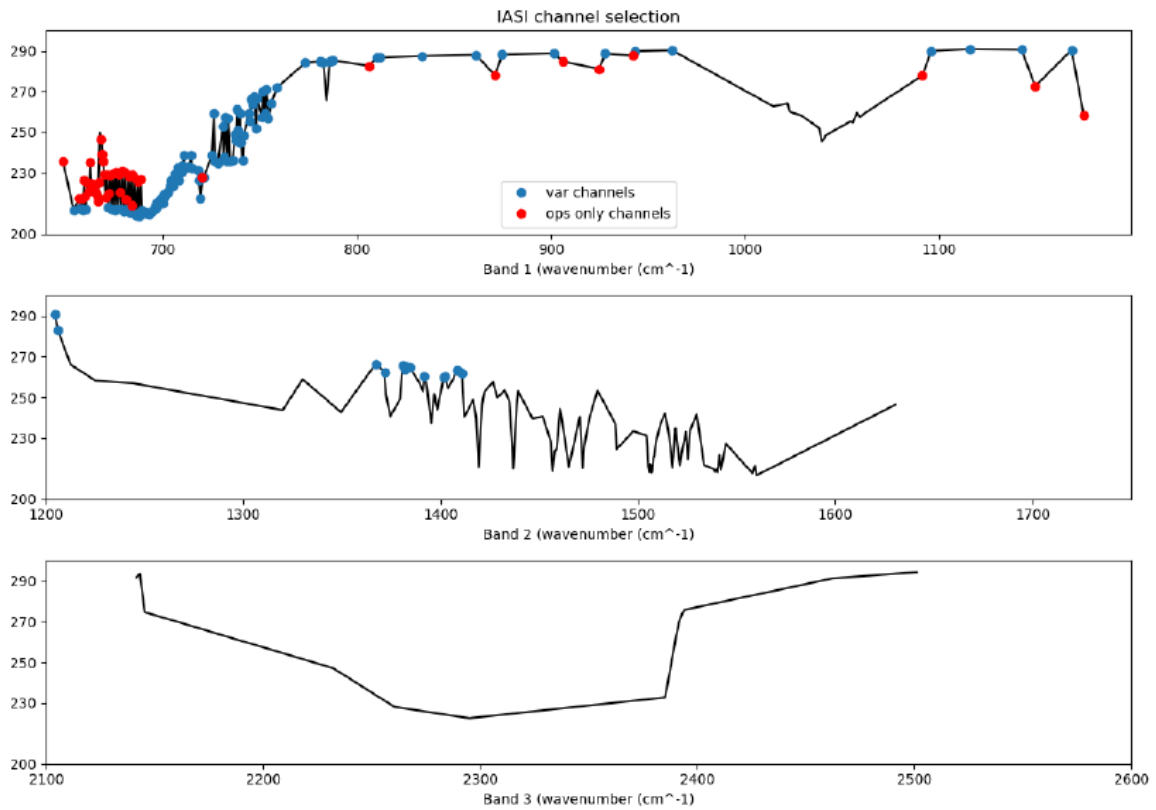 IASI channel selection
290
270
250
230
200
var channels
ops only channels
700 800 900 1000 1100
Band 1 (wavenumber (cm^-1)
290
270
250
230
200
1200 1300 1400 1500 1600 1700
Band 2 (wavenumber (cm^-1)
290
270
250
230
200
2100 2200 2300 2400 2500 2600
Band 3 (wavenumber (cm^-1)